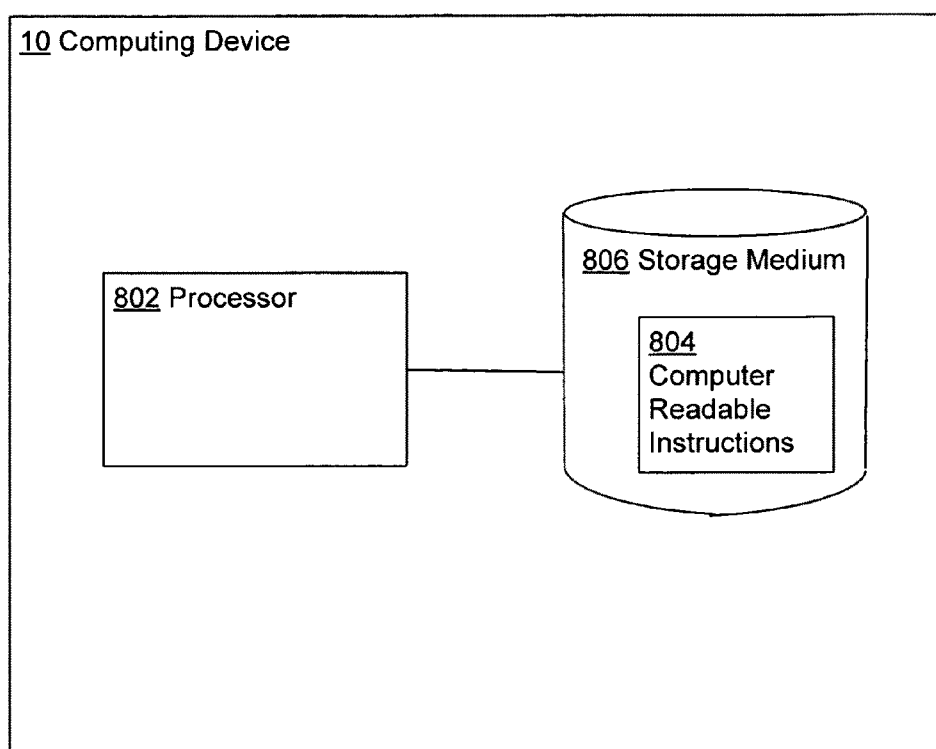 10 Computing Device
806 Storage Medium
802 Processor
804
Computer
Readable
Instructions